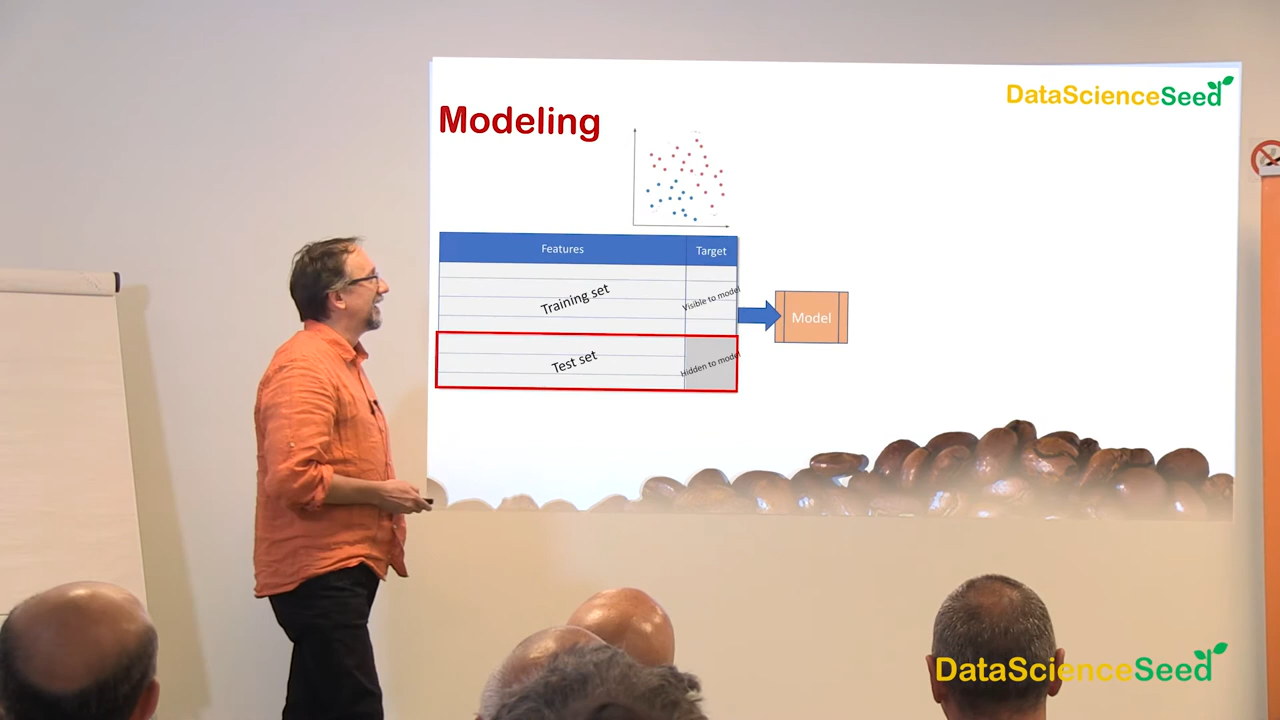 DataScienceSeed
Modeling
Features
Target
Training set
Visible to model
Model
Test set
Hidden to model
DataScienceSeed